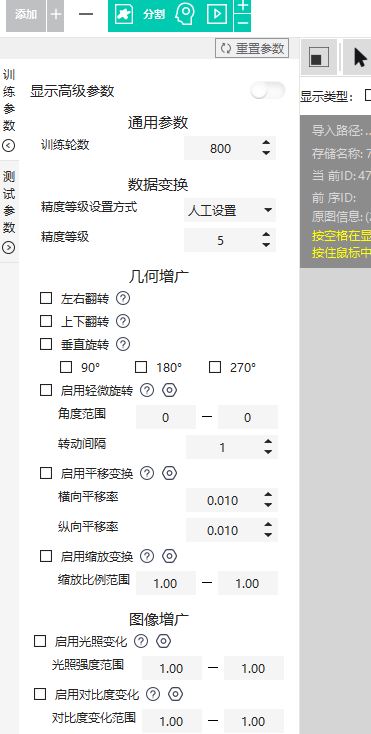 添加 + 分割 + −
重置参数
训练参数
测试参数
显示高级参数
通用参数
训练轮数 800
数据变换
精度等级设置方式 人工设置
精度等级 5
几何增广
左右翻转 ?
上下翻转 ?
垂直旋转 ?
90° 180° 270°
启用轻微旋转 ?
角度范围 0 — 0
转动间隔 1
启用平移变换 ?
横向平移率 0.010
纵向平移率 0.010
启用缩放变换 ?
缩放比例范围 1.00 — 1.00
图像增广
启用光照变化 ?
光照强度范围 1.00 — 1.00
启用对比度变化 ?
对比度变化范围 1.00 — 1.00
显示类型:
导入路径: ..
存储名称: 7
当 前ID: 47
前 序ID:
原图信息: (
按空格在显
按住鼠标中